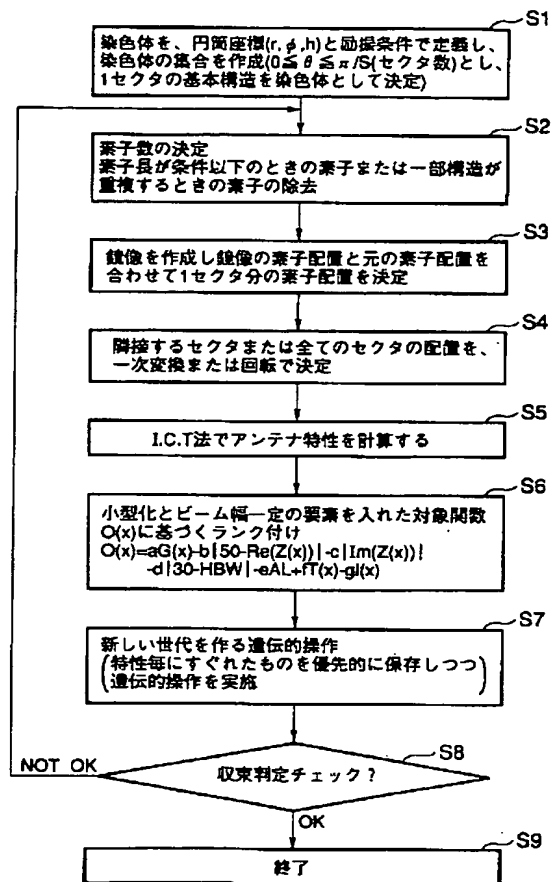 S1
染色体を、円筒座標(r, φ,h)と励振条件で定義し、
染色体の集合を作成(0≦θ≦π/S(セクタ数)とし、
1セクタの基本構造を染色体として決定)
S2
素子数の決定
素子長が条件以下のときの素子または一部構造が
重複するときの素子の除去
S3
鏡像を作成し鏡像の素子配置と元の素子配置を
合わせて1セクタ分の素子配置を決定
S4
隣接するセクタまたは全てのセクタの配置を、
一次変換または回転で決定
S5
I.C.T法でアンテナ特性を計算する
S6
小型化とビーム幅一定の要素を入れた対象関数
O(x)に基づくランク付け
O(x)=aG(x)-b|50-Re(Z(x))|-c|Im(Z(x))|
-d|30-HBW|-eAL+fT(x)-gI(x)
S7
新しい世代を作る遺伝的操作
(特性毎にすぐれたものを優先的に保存しつつ
遺伝的操作を実施)
S8
NOT OK
収束判定チェック?
OK
S9
終了